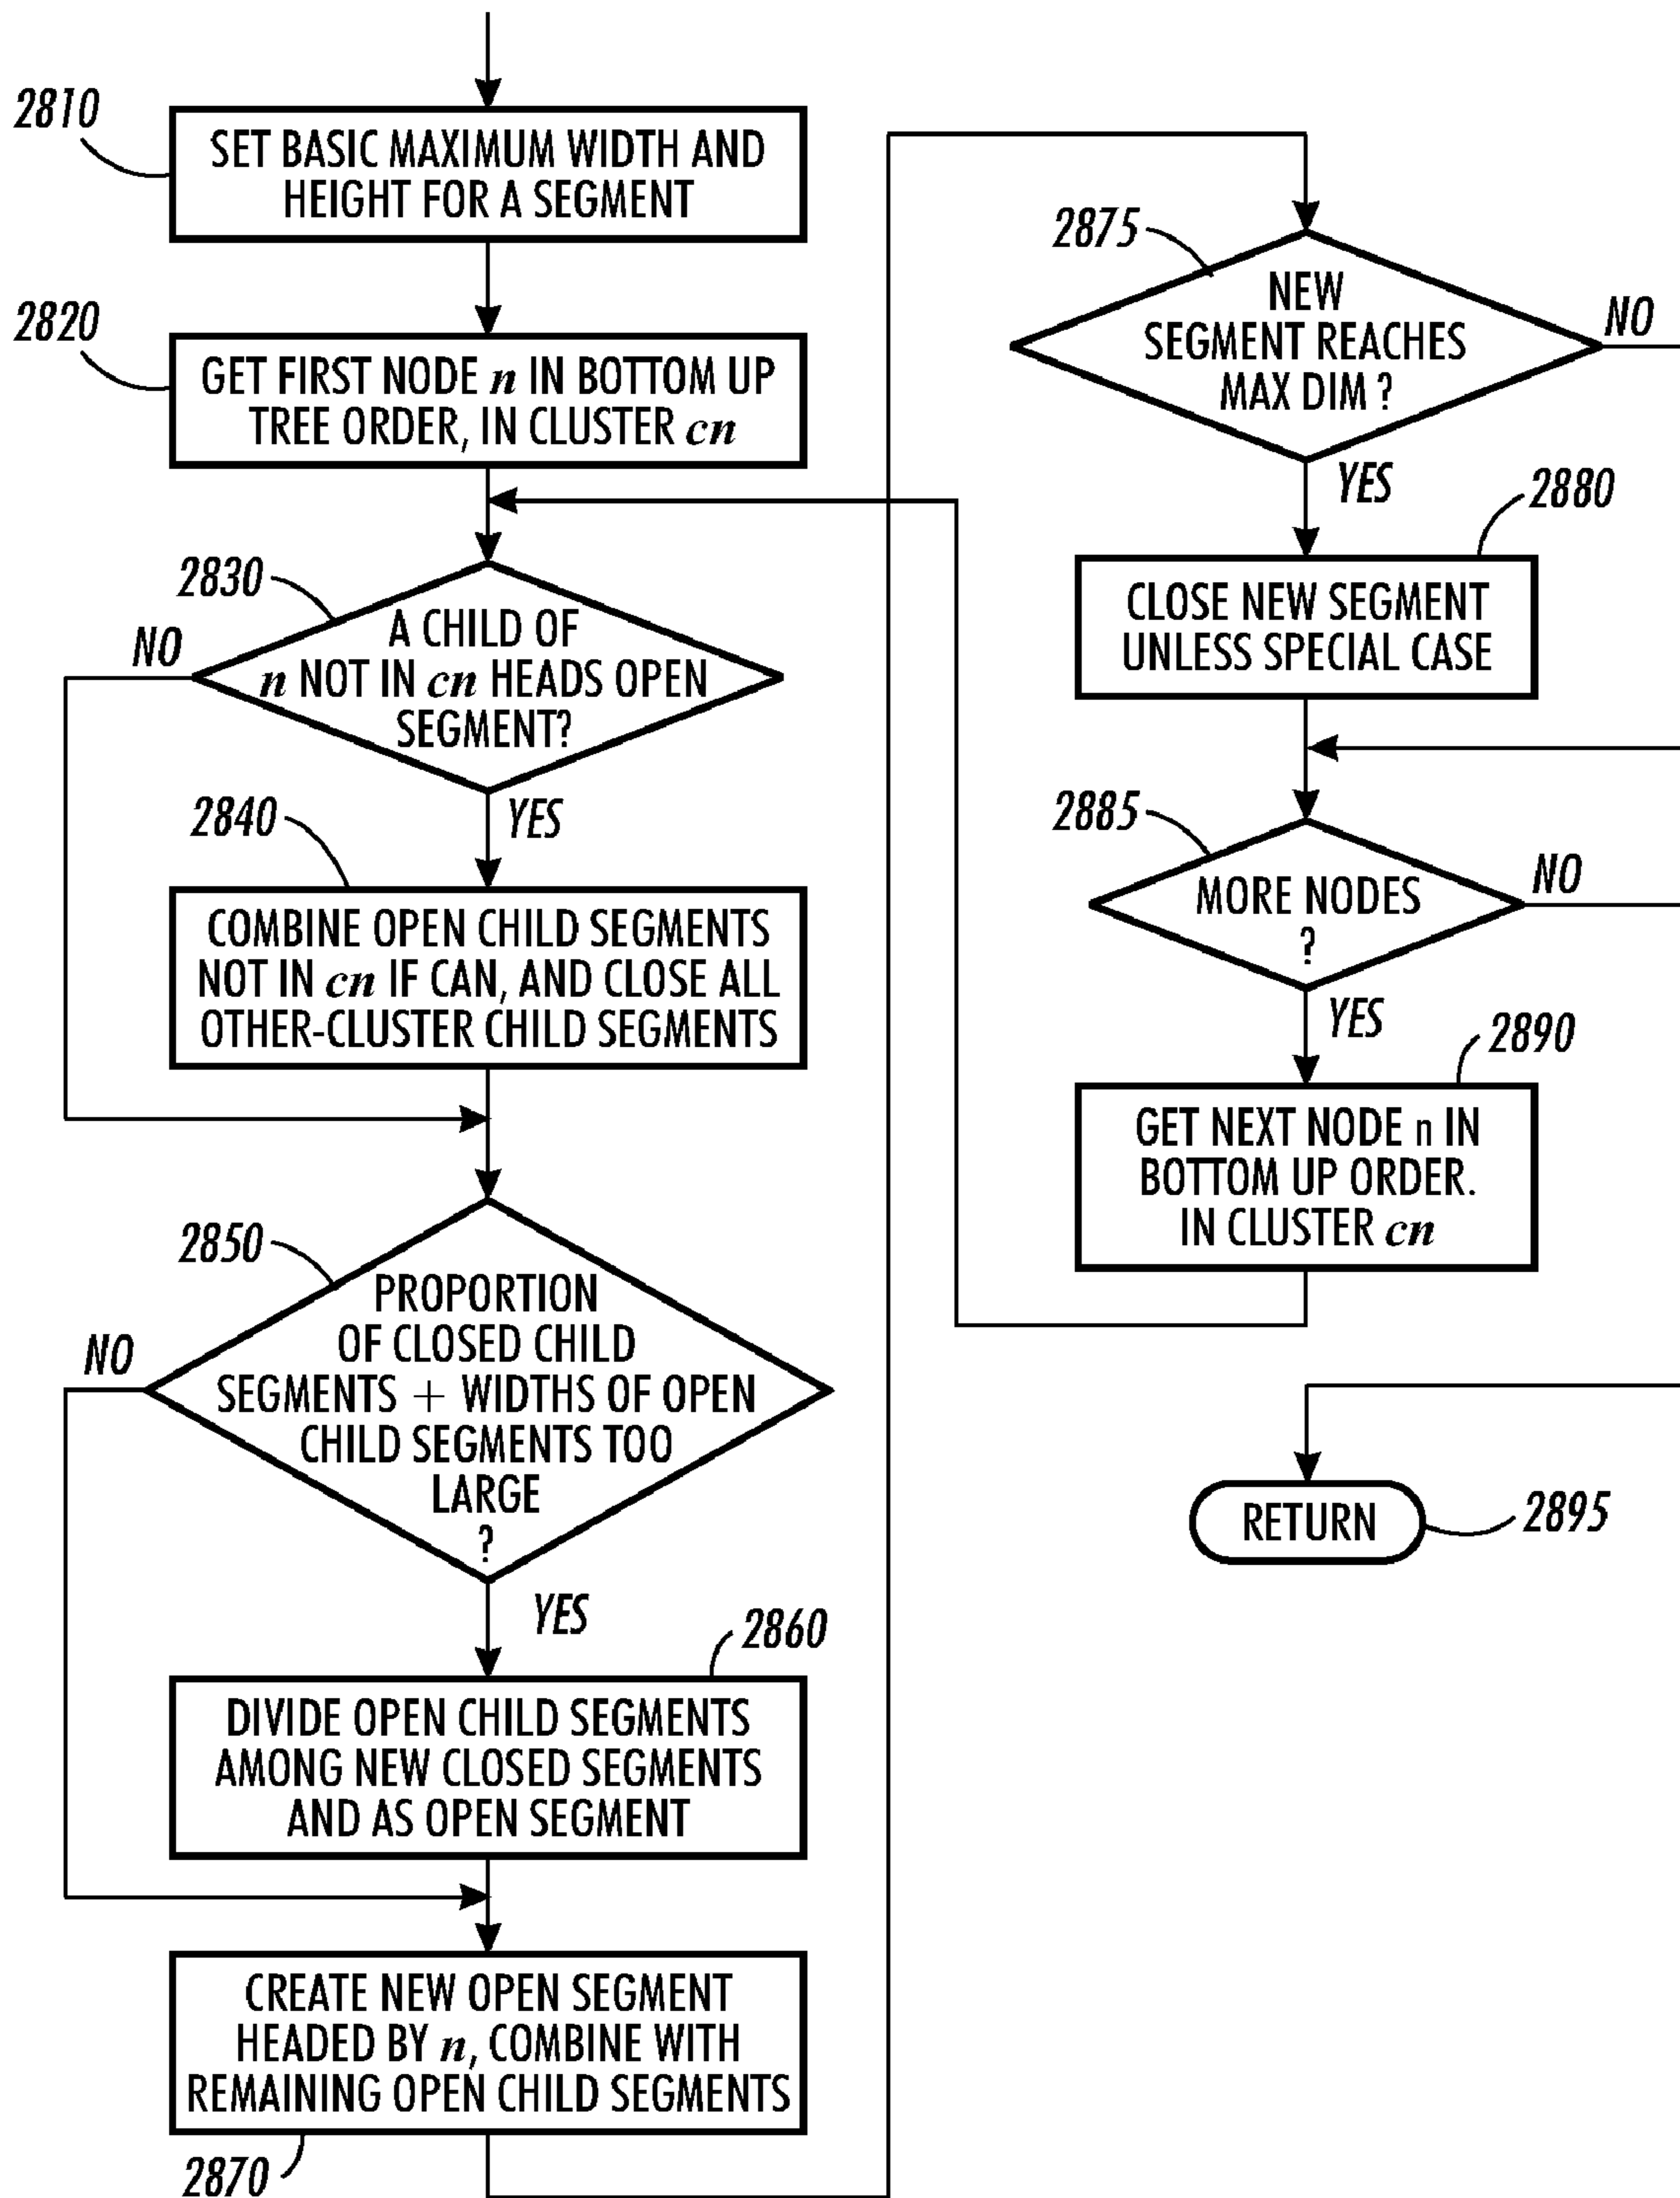 2810
SET BASIC MAXIMUM WIDTH AND
HEIGHT FOR A SEGMENT
2820
GET FIRST NODE n IN BOTTOM UP
TREE ORDER, IN CLUSTER cn
2830
NO
A CHILD OF
n NOT IN cn HEADS OPEN
SEGMENT?
YES
2840
COMBINE OPEN CHILD SEGMENTS
NOT IN cn IF CAN, AND CLOSE ALL
OTHER-CLUSTER CHILD SEGMENTS
2850
NO
PROPORTION
OF CLOSED CHILD
SEGMENTS + WIDTHS OF OPEN
CHILD SEGMENTS TOO
LARGE
?
YES
2860
DIVIDE OPEN CHILD SEGMENTS
AMONG NEW CLOSED SEGMENTS
AND AS OPEN SEGMENT
CREATE NEW OPEN SEGMENT
HEADED BY n, COMBINE WITH
REMAINING OPEN CHILD SEGMENTS
2870
2875
NEW
SEGMENT REACHES
MAX DIM ?
NO
YES
2880
CLOSE NEW SEGMENT
UNLESS SPECIAL CASE
2885
MORE NODES
?
NO
YES
2890
GET NEXT NODE n IN
BOTTOM UP ORDER.
IN CLUSTER cn
RETURN
2895